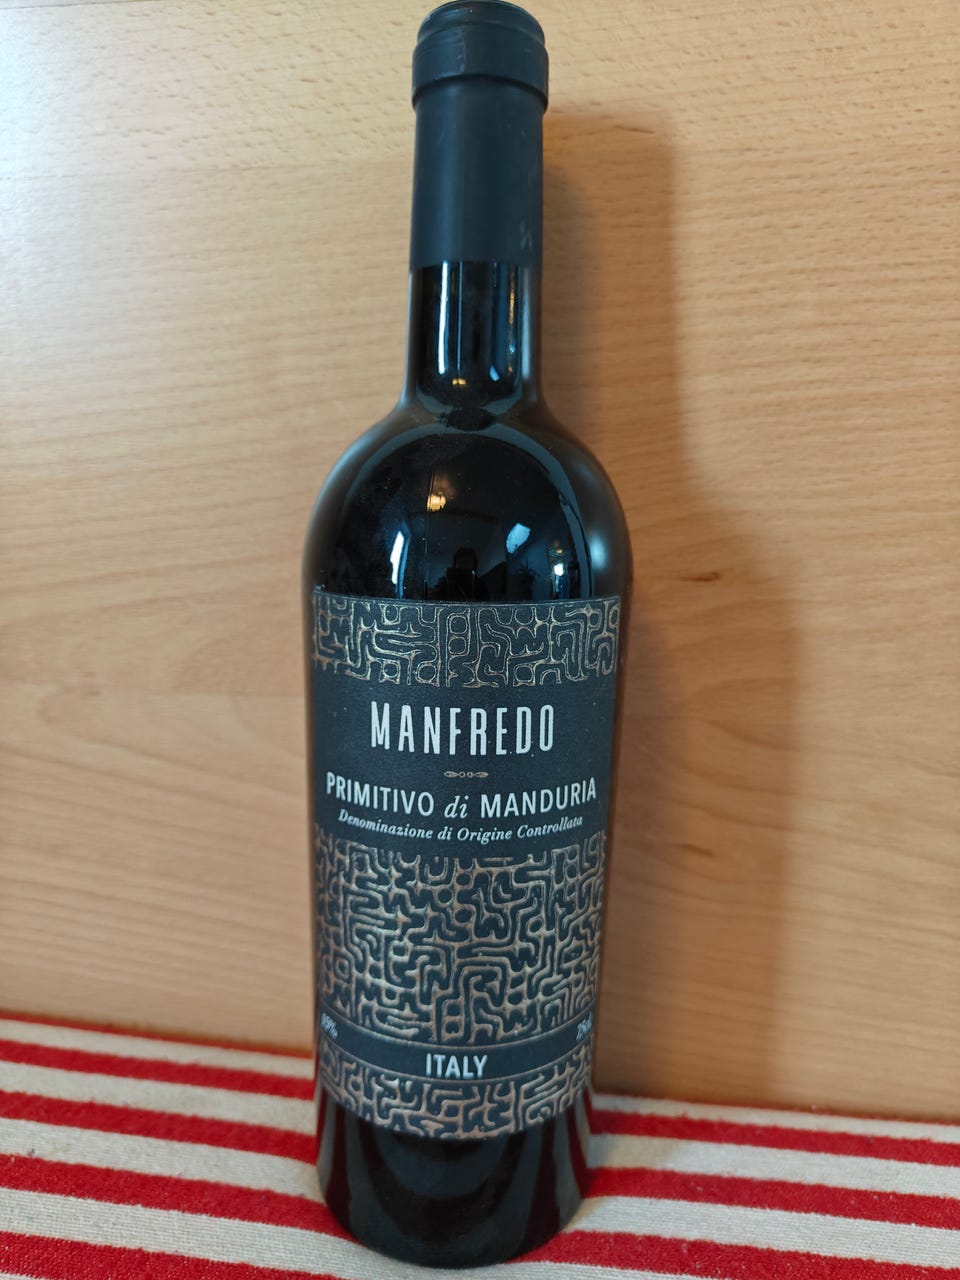 MANFREDO
PRIMITIVO di MANDURIA
Denominazione di Origine Controllata
ITALY